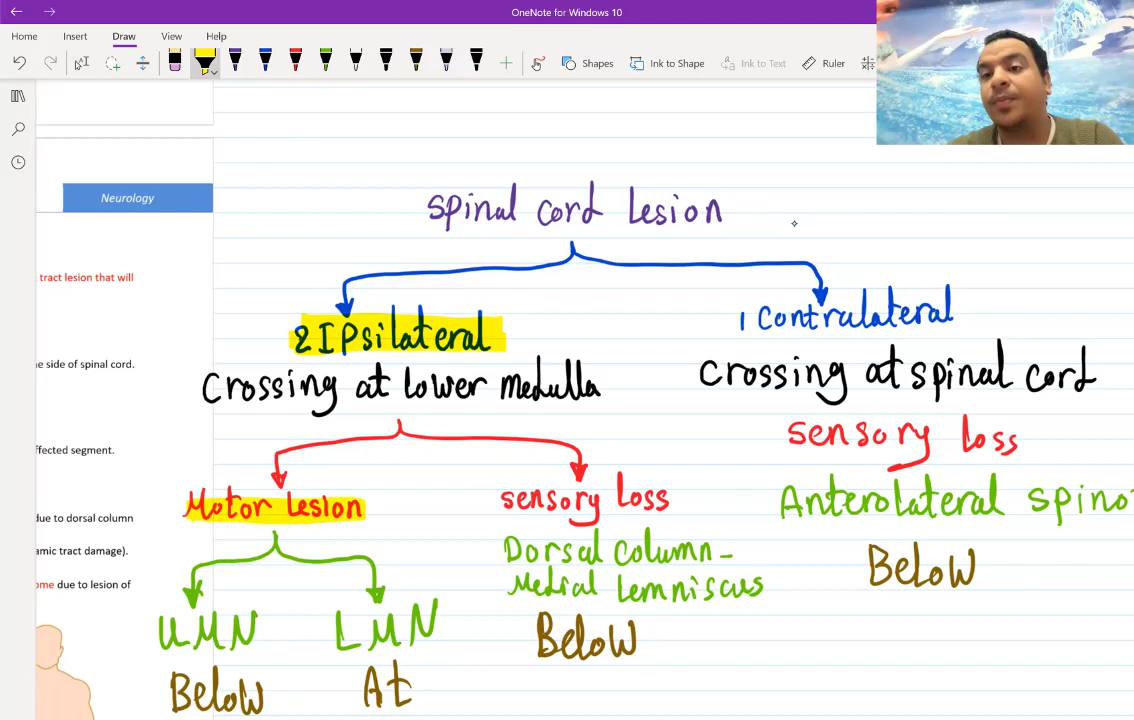 OneNote for Windows 10
Home Insert Draw View Help
Shapes Ink to Shape Ink to Text Ruler
Neurology
tract lesion that will
e side of spinal cord.
ffected segment.
due to dorsal column
amic tract damage).
ome due to lesion of
spinal cord lesion
2 Ipsilateral
1 contralateral
Crossing at lower medulla
crossing at spinal cord
sensory loss
Motor Lesion
sensory loss
Anterolateral spino
Dorsal column -
Medial lemniscus
Below
UMN
LMN
Below
Below
At